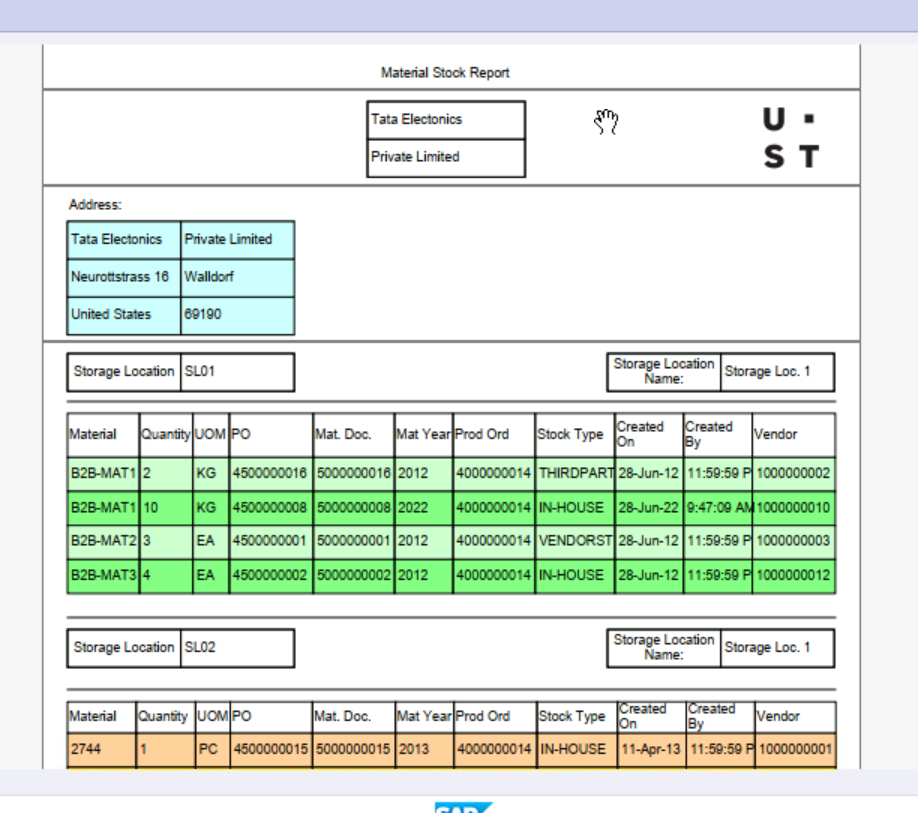 Material Stock Report
Tata Electonics
Private Limited
U ▪
S T
Address:
Tata Electonics Private Limited
Neurottstrass 16 Walldorf
United States 69190
Storage Location SL01 Storage Location Name: Storage Loc. 1
Material Quantity UOM PO Mat. Doc. Mat Year Prod Ord Stock Type Created On Created By Vendor
B2B-MAT1 2 KG 4500000016 5000000016 2012 4000000014 THIRDPART 28-Jun-12 11:59:59 P 1000000002
B2B-MAT1 10 KG 4500000008 5000000008 2022 4000000014 IN-HOUSE 28-Jun-22 9:47:09 AM 1000000010
B2B-MAT2 3 EA 4500000001 5000000001 2012 4000000014 VENDORST 28-Jun-12 11:59:59 P 1000000003
B2B-MAT3 4 EA 4500000002 5000000002 2012 4000000014 IN-HOUSE 28-Jun-12 11:59:59 P 1000000012
Storage Location SL02 Storage Location Name: Storage Loc. 1
Material Quantity UOM PO Mat. Doc. Mat Year Prod Ord Stock Type Created On Created By Vendor
2744 1 PC 4500000015 5000000015 2013 4000000014 IN-HOUSE 11-Apr-13 11:59:59 P 1000000001
SAP